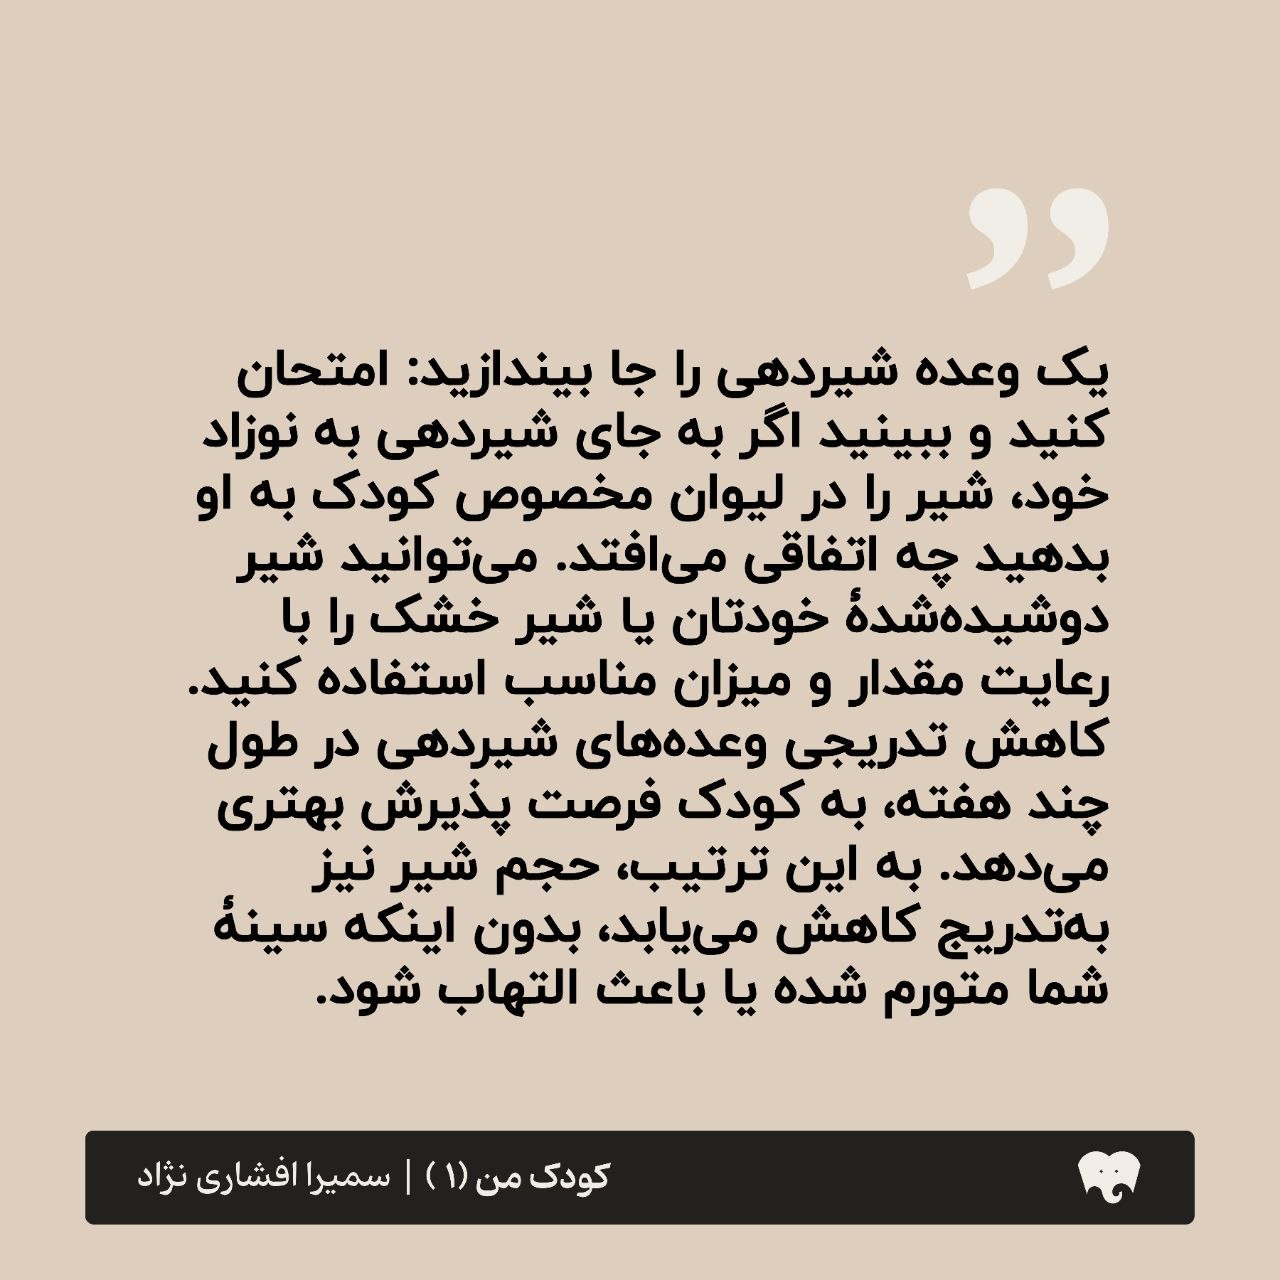 ”
یک وعده شیردهی را جا بیندازید: امتحان
کنید و ببینید اگر به جای شیردهی به نوزاد
خود، شیر را در لیوان مخصوص کودک به او
بدهید چه اتفاقی می‌افتد. می‌توانید شیر
دوشیده‌شدهٔ خودتان یا شیر خشک را با
رعایت مقدار و میزان مناسب استفاده کنید.
کاهش تدریجی وعده‌های شیردهی در طول
چند هفته، به کودک فرصت پذیرش بهتری
می‌دهد. به این ترتیب، حجم شیر نیز
به‌تدریج کاهش می‌یابد، بدون اینکه سینهٔ
شما متورم شده یا باعث التهاب شود.
کودک من (۱ ) | سمیرا افشاری نژاد